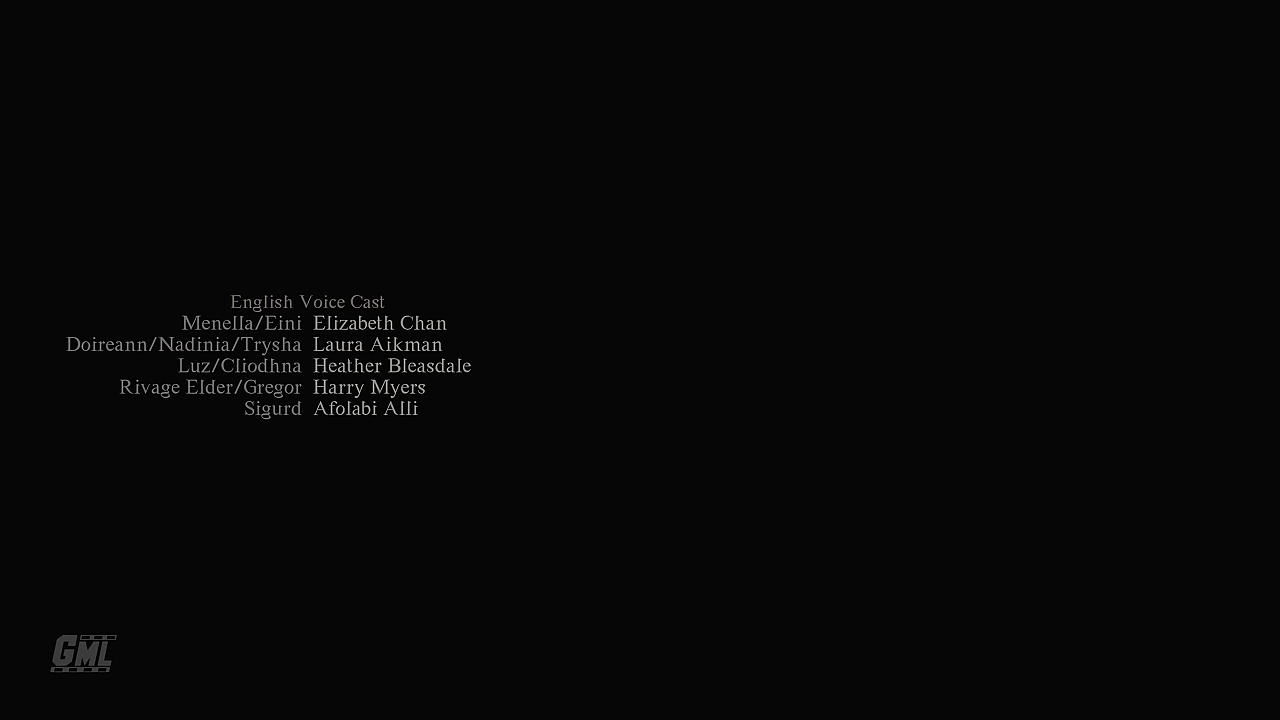 English Voice Cast
Menella/Eini Elizabeth Chan
Doireann/Nadinia/Trysha Laura Aikman
Luz/Cliodhna Heather Bleasdale
Rivage Elder/Gregor Harry Myers
Sigurd Afolabi Alli
GML